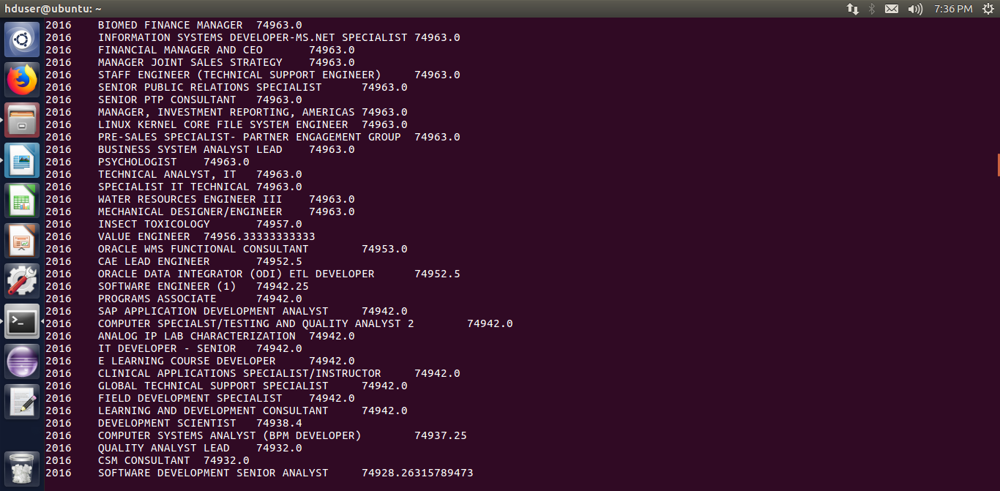 hduser@ubuntu: ~ 7:36 PM
2016 BIOMED FINANCE MANAGER 74963.0
2016 INFORMATION SYSTEMS DEVELOPER-MS.NET SPECIALIST 74963.0
2016 FINANCIAL MANAGER AND CEO 74963.0
2016 MANAGER JOINT SALES STRATEGY 74963.0
2016 STAFF ENGINEER (TECHNICAL SUPPORT ENGINEER) 74963.0
2016 SENIOR PUBLIC RELATIONS SPECIALIST 74963.0
2016 SENIOR PTP CONSULTANT 74963.0
2016 MANAGER, INVESTMENT REPORTING, AMERICAS 74963.0
2016 LINUX KERNEL CORE FILE SYSTEM ENGINEER 74963.0
2016 PRE-SALES SPECIALIST- PARTNER ENGAGEMENT GROUP 74963.0
2016 BUSINESS SYSTEM ANALYST LEAD 74963.0
2016 PSYCHOLOGIST 74963.0
2016 TECHNICAL ANALYST, IT 74963.0
2016 SPECIALIST IT TECHNICAL 74963.0
2016 WATER RESOURCES ENGINEER III 74963.0
2016 MECHANICAL DESIGNER/ENGINEER 74963.0
2016 INSECT TOXICOLOGY 74957.0
2016 VALUE ENGINEER 74956.33333333333
2016 ORACLE WMS FUNCTIONAL CONSULTANT 74953.0
2016 CAE LEAD ENGINEER 74952.5
2016 ORACLE DATA INTEGRATOR (ODI) ETL DEVELOPER 74952.5
2016 SOFTWARE ENGINEER (1) 74942.25
2016 PROGRAMS ASSOCIATE 74942.0
2016 SAP APPLICATION DEVELOPMENT ANALYST 74942.0
2016 COMPUTER SPECIALST/TESTING AND QUALITY ANALYST 2 74942.0
2016 ANALOG IP LAB CHARACTERIZATION 74942.0
2016 IT DEVELOPER - SENIOR 74942.0
2016 E LEARNING COURSE DEVELOPER 74942.0
2016 CLINICAL APPLICATIONS SPECIALIST/INSTRUCTOR 74942.0
2016 GLOBAL TECHNICAL SUPPORT SPECIALIST 74942.0
2016 FIELD DEVELOPMENT SPECIALIST 74942.0
2016 LEARNING AND DEVELOPMENT CONSULTANT 74942.0
2016 DEVELOPMENT SCIENTIST 74938.4
2016 COMPUTER SYSTEMS ANALYST (BPM DEVELOPER) 74937.25
2016 QUALITY ANALYST LEAD 74932.0
2016 CSM CONSULTANT 74932.0
2016 SOFTWARE DEVELOPMENT SENIOR ANALYST 74928.26315789473